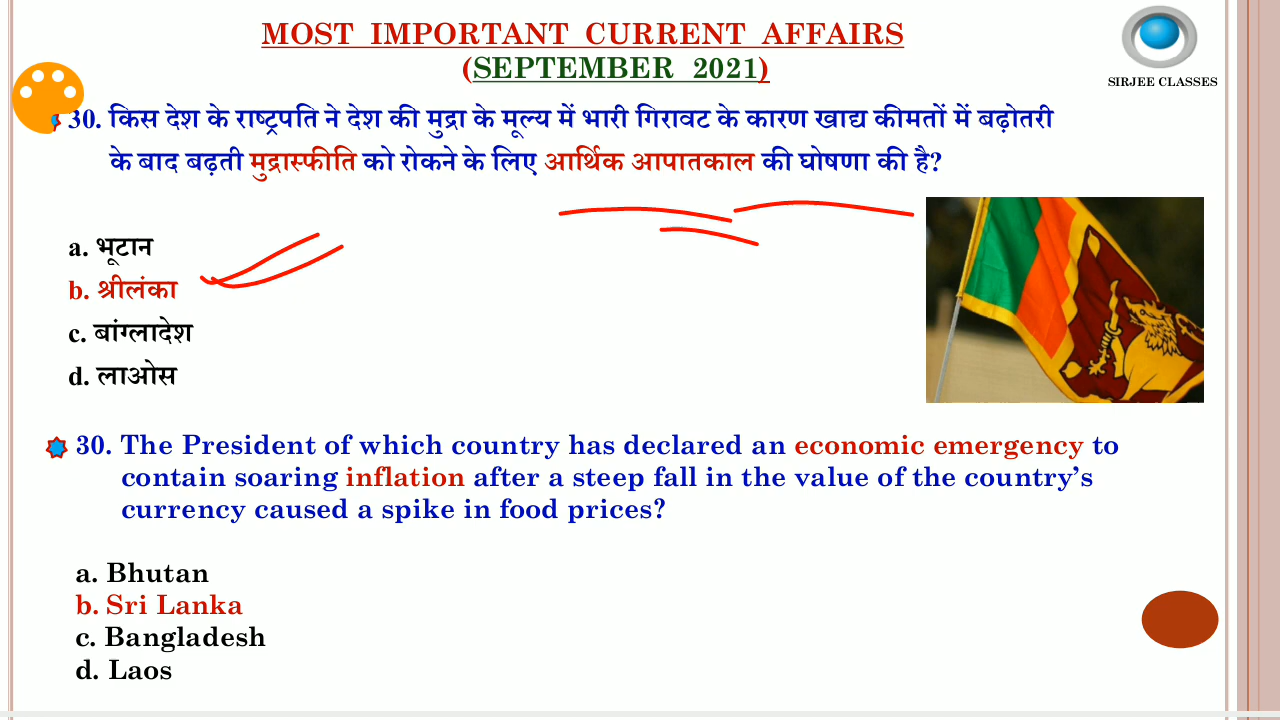 MOST IMPORTANT CURRENT AFFAIRS
(SEPTEMBER 2021)
SIRJEE CLASSES
30. किस देश के राष्ट्रपति ने देश की मुद्रा के मूल्य में भारी गिरावट के कारण खाद्य कीमतों में बढ़ोतरी
के बाद बढ़ती मुद्रास्फीति को रोकने के लिए आर्थिक आपातकाल की घोषणा की है?
a. भूटान
b. श्रीलंका
c. बांग्लादेश
d. लाओस
30. The President of which country has declared an economic emergency to
contain soaring inflation after a steep fall in the value of the country’s
currency caused a spike in food prices?
a. Bhutan
b. Sri Lanka
c. Bangladesh
d. Laos